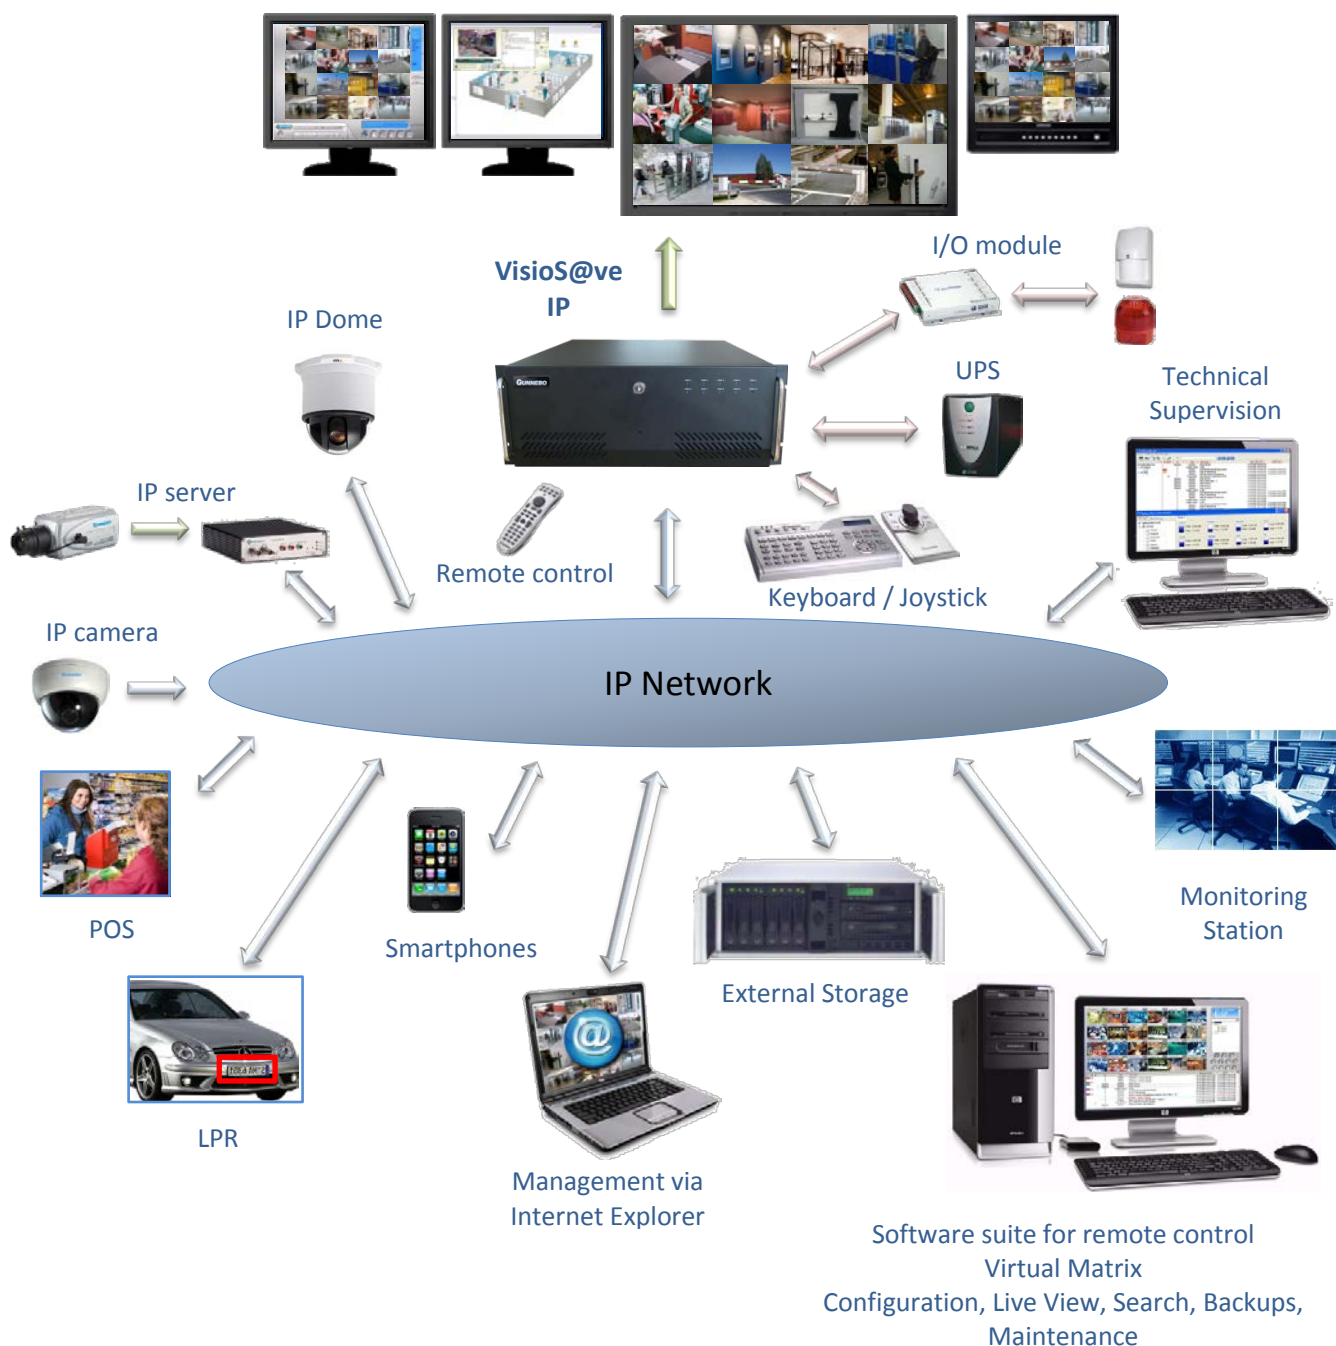 I/O module
VisioS@ve
IP
IP Dome
UPS
Technical
Supervision
GUNNEBO
IP server
Remote control
Keyboard / Joystick
IP camera
IP Network
POS
Smartphones
Monitoring
Station
External Storage
LPR
Management via
Internet Explorer
Software suite for remote control
Virtual Matrix
Configuration, Live View, Search, Backups,
Maintenance